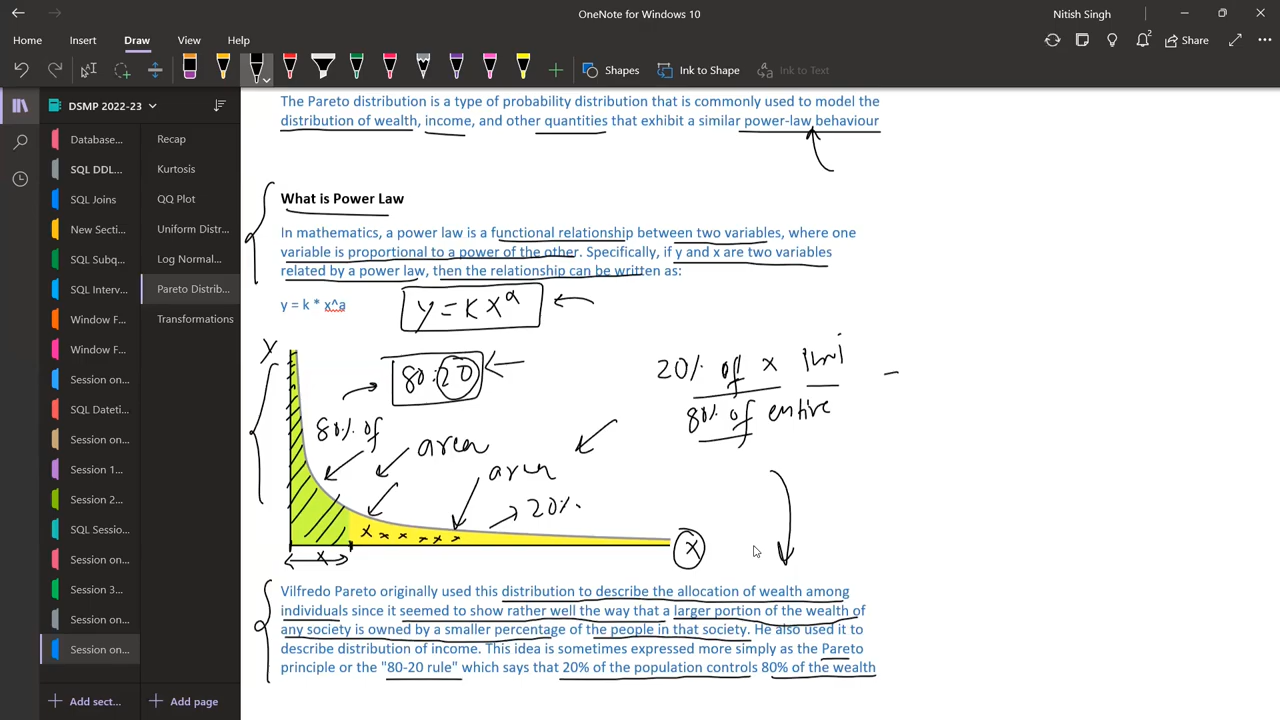 OneNote for Windows 10
Nitish Singh
Home
Insert
Draw
View
Help
Share
Shapes
Ink to Shape
Ink to Text
DSMP 2022-23
Database...
SQL DDL...
SQL Joins
New Secti...
SQL Subq...
SQL Interv...
Window F...
Window F...
Session on...
SQL Dateti...
Session on...
Session 1...
Session 2...
SQL Sessio...
Session on...
Session 3...
Session on...
Session on...
Add sect...
Recap
Kurtosis
QQ Plot
Uniform Distr...
Log Normal...
Pareto Distrib...
Transformations
Add page
The Pareto distribution is a type of probability distribution that is commonly used to model the
distribution of wealth, income, and other quantities that exhibit a similar power-law behaviour
What is Power Law
In mathematics, a power law is a functional relationship between two variables, where one
variable is proportional to a power of the other. Specifically, if y and x are two variables
related by a power law, then the relationship can be written as:
y = k * x^a
y = k x^a
Y
80:20
80% of
area
area
20%
X
x
x x x x x x
20% of x
80% of entire
Vilfredo Pareto originally used this distribution to describe the allocation of wealth among
individuals since it seemed to show rather well the way that a larger portion of the wealth of
any society is owned by a smaller percentage of the people in that society. He also used it to
describe distribution of income. This idea is sometimes expressed more simply as the Pareto
principle or the "80-20 rule" which says that 20% of the population controls 80% of the wealth